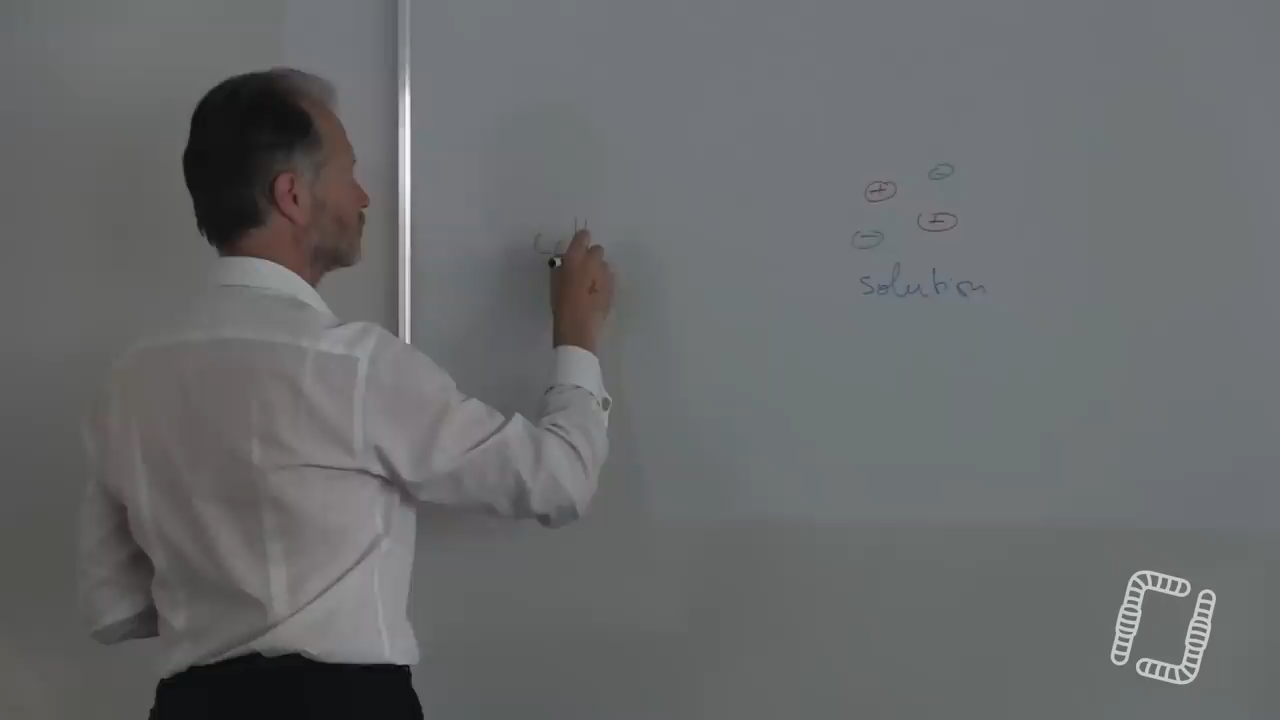 + -
- +
solution